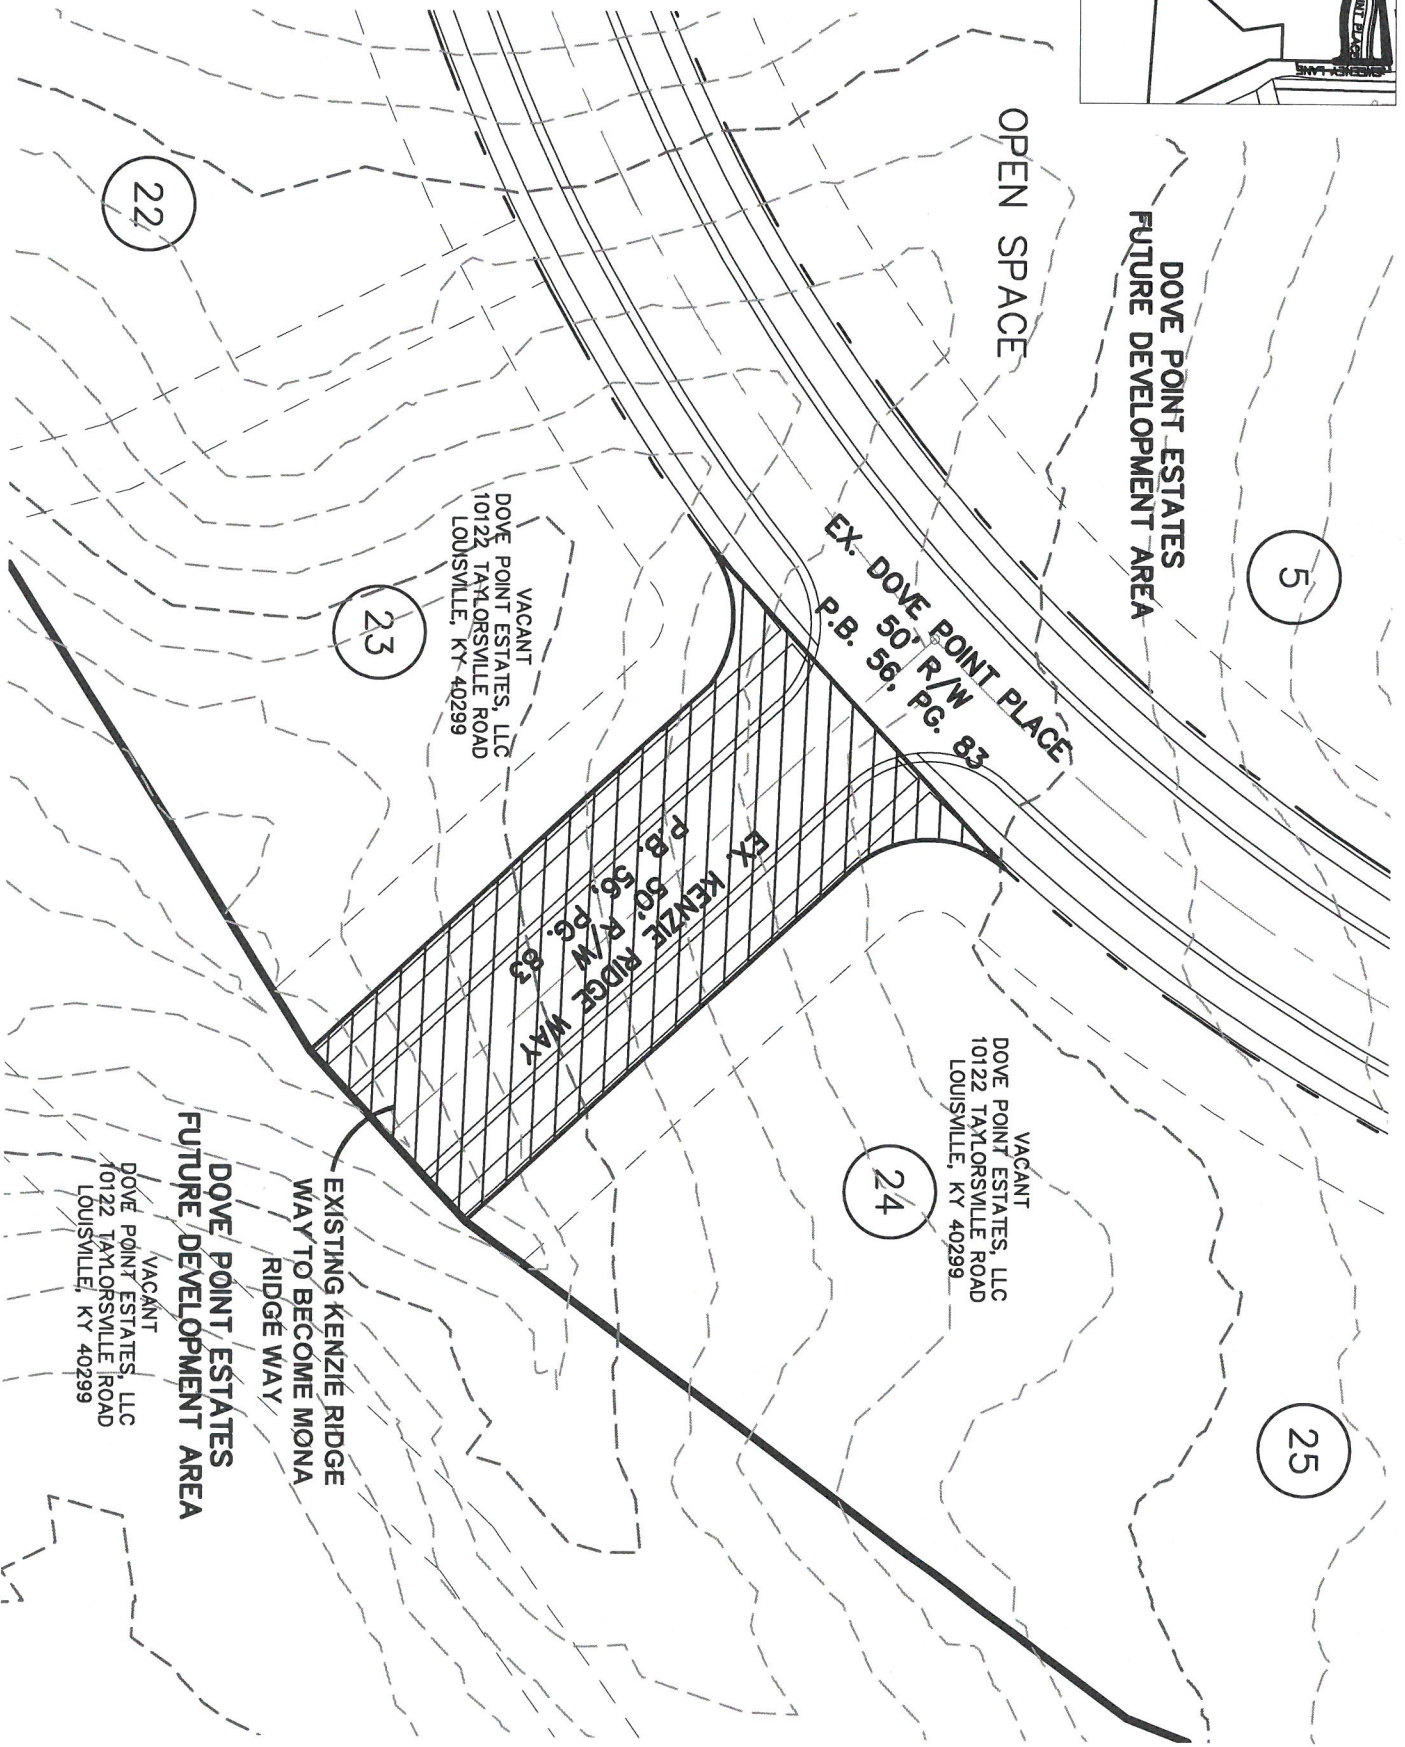 SWEENEY LANE
DOVE POINT ESTATES
FUTURE DEVELOPMENT AREA
OPEN SPACE
5
EX. DOVE POINT PLACE
50' R/W
P.B. 56, PG. 83
22
VACANT
DOVE POINT ESTATES, LLC
10122 TAYLORSVILLE ROAD
LOUISVILLE, KY 40299
23
EX. KENZIE RIDGE WAY
50' R/W
P.B. 56, PG. 83
VACANT
DOVE POINT ESTATES, LLC
10122 TAYLORSVILLE ROAD
LOUISVILLE, KY 40299
24
25
EXISTING KENZIE RIDGE
WAY TO BECOME MONA
RIDGE WAY
DOVE POINT ESTATES
FUTURE DEVELOPMENT AREA
VACANT
DOVE POINT ESTATES, LLC
10122 TAYLORSVILLE ROAD
LOUISVILLE, KY 40299